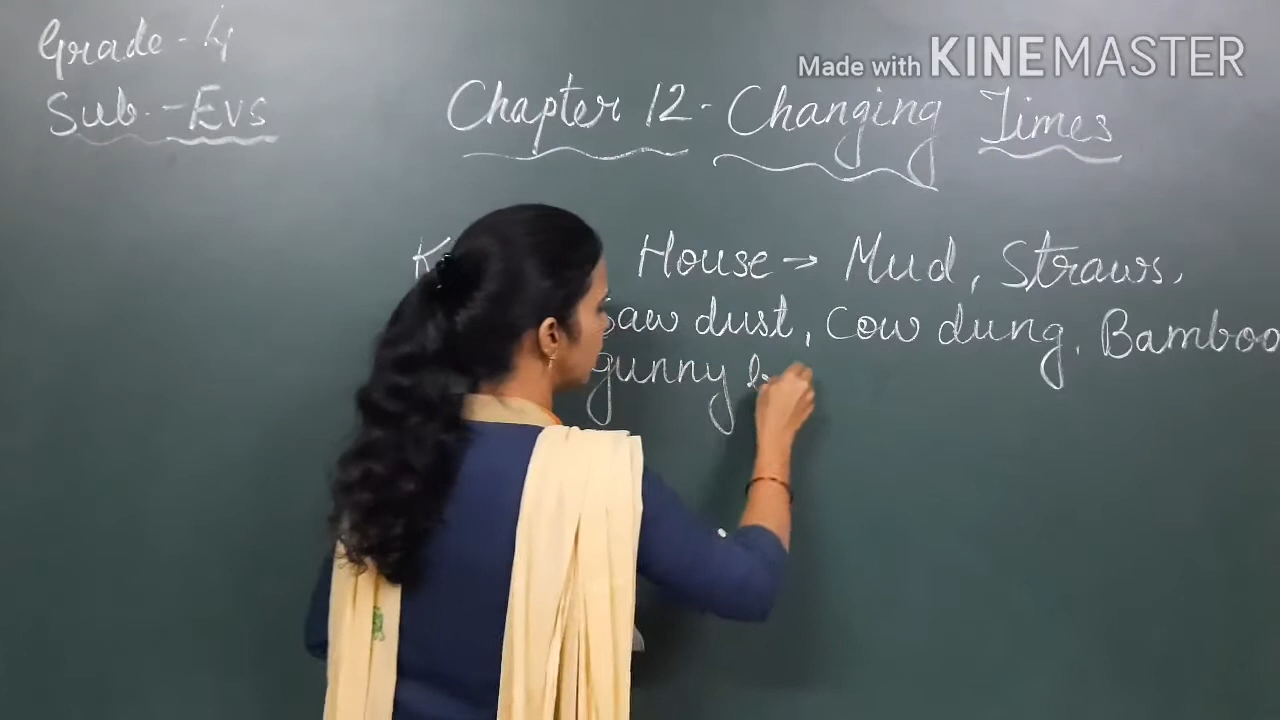 Grade - 4
Sub. - Evs
Made with KINEMASTER
Chapter 12 - Changing Times
House → Mud, Straws,
Saw dust, Cow dung, Bamboo
gunny